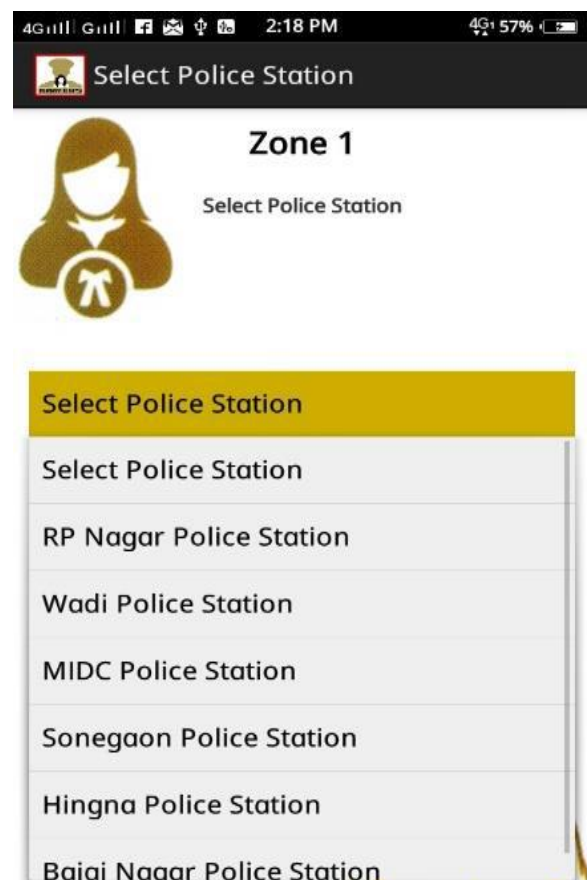 4G G 2:18 PM 4G1 57%
Select Police Station
Zone 1
Select Police Station
Select Police Station
Select Police Station
RP Nagar Police Station
Wadi Police Station
MIDC Police Station
Sonegaon Police Station
Hingna Police Station
Bajaj Nagar Police Station